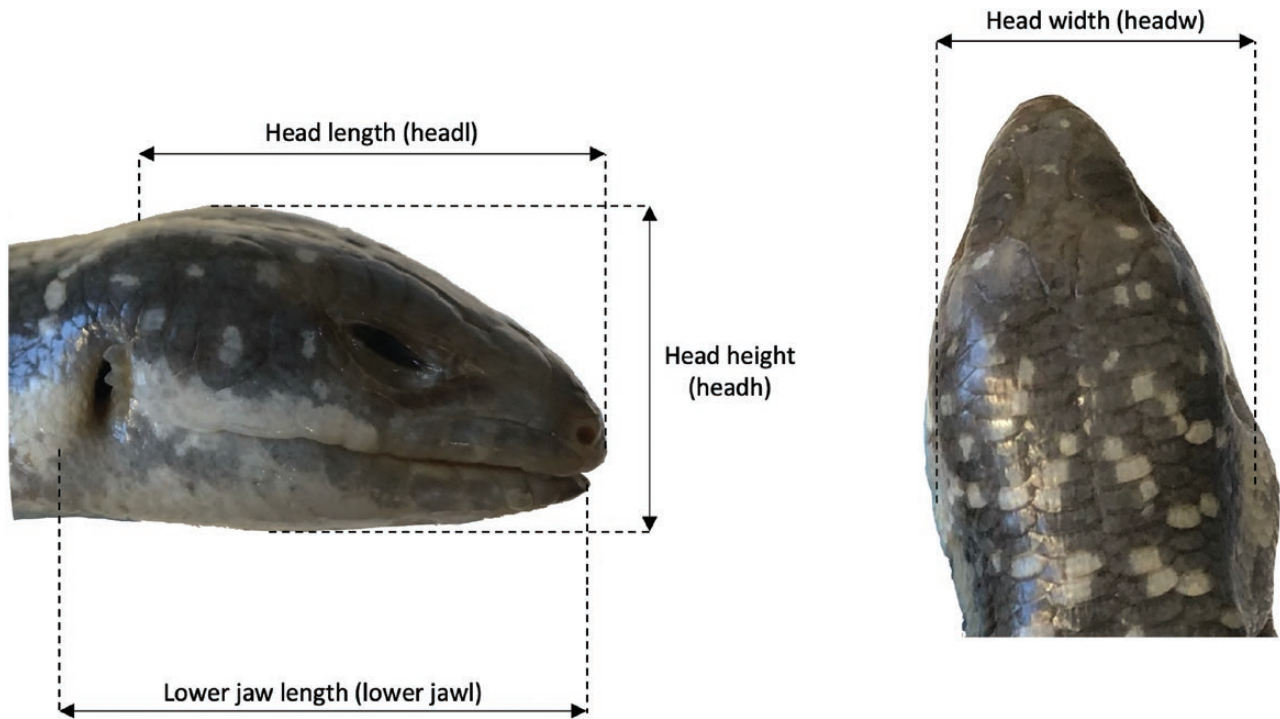 Head width (headw)
Head length (headl)
Head height
(headh)
Lower jaw length (lower jawl)